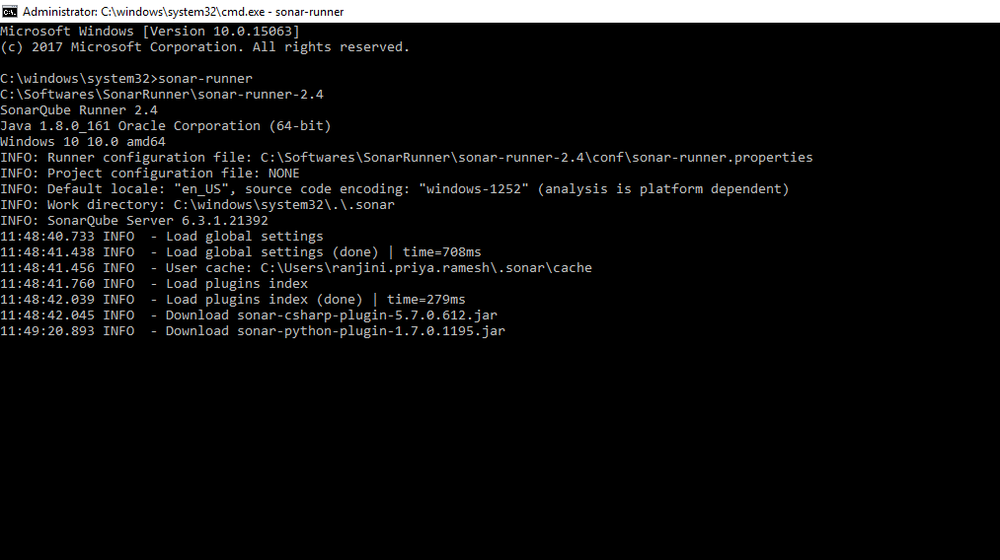 Administrator: C:\windows\system32\cmd.exe - sonar-runner
Microsoft Windows [Version 10.0.15063]
(c) 2017 Microsoft Corporation. All rights reserved.
C:\windows\system32>sonar-runner
C:\Softwares\SonarRunner\sonar-runner-2.4
SonarQube Runner 2.4
Java 1.8.0_161 Oracle Corporation (64-bit)
Windows 10 10.0 amd64
INFO: Runner configuration file: C:\Softwares\SonarRunner\sonar-runner-2.4\conf\sonar-runner.properties
INFO: Project configuration file: NONE
INFO: Default locale: "en_US", source code encoding: "windows-1252" (analysis is platform dependent)
INFO: Work directory: C:\windows\system32\.\.sonar
INFO: SonarQube Server 6.3.1.21392
11:48:40.733 INFO  - Load global settings
11:48:41.438 INFO  - Load global settings (done) | time=708ms
11:48:41.456 INFO  - User cache: C:\Users\ranjini.priya.ramesh\.sonar\cache
11:48:41.760 INFO  - Load plugins index
11:48:42.039 INFO  - Load plugins index (done) | time=279ms
11:48:42.045 INFO  - Download sonar-csharp-plugin-5.7.0.612.jar
11:49:20.893 INFO  - Download sonar-python-plugin-1.7.0.1195.jar